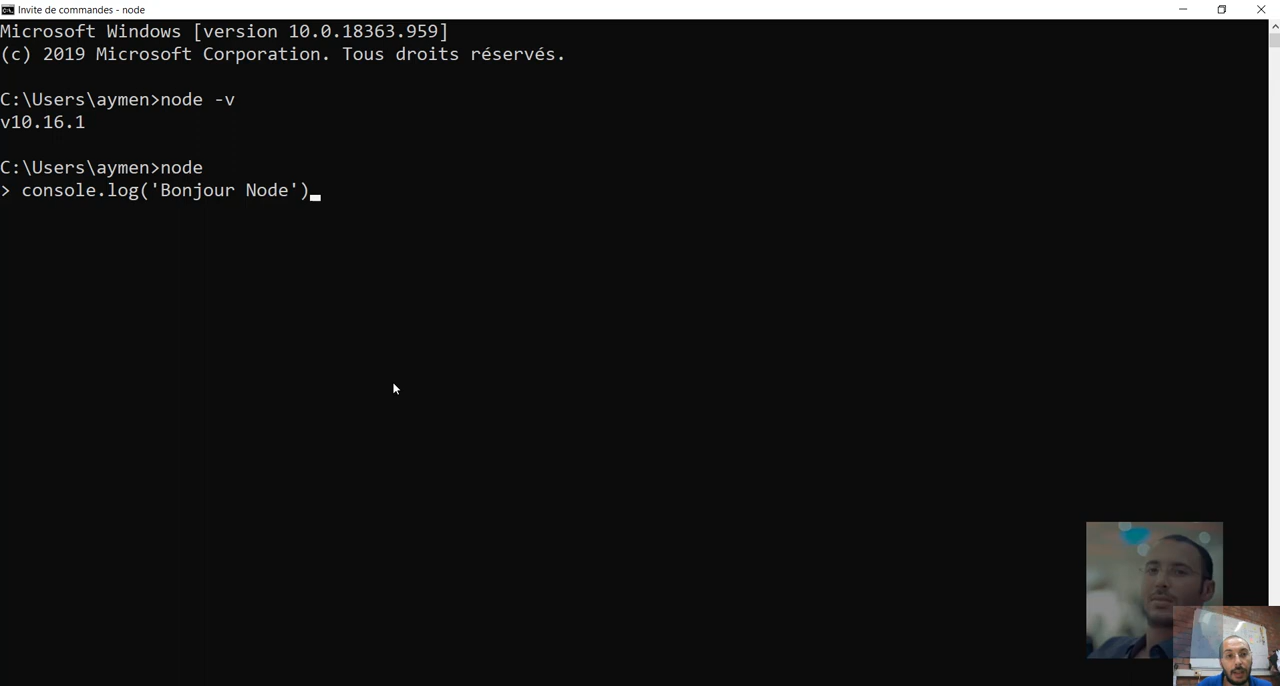 Invite de commandes - node
Microsoft Windows [version 10.0.18363.959]
(c) 2019 Microsoft Corporation. Tous droits réservés.
C:\Users\aymen>node -v
v10.16.1
C:\Users\aymen>node
> console.log('Bonjour Node')